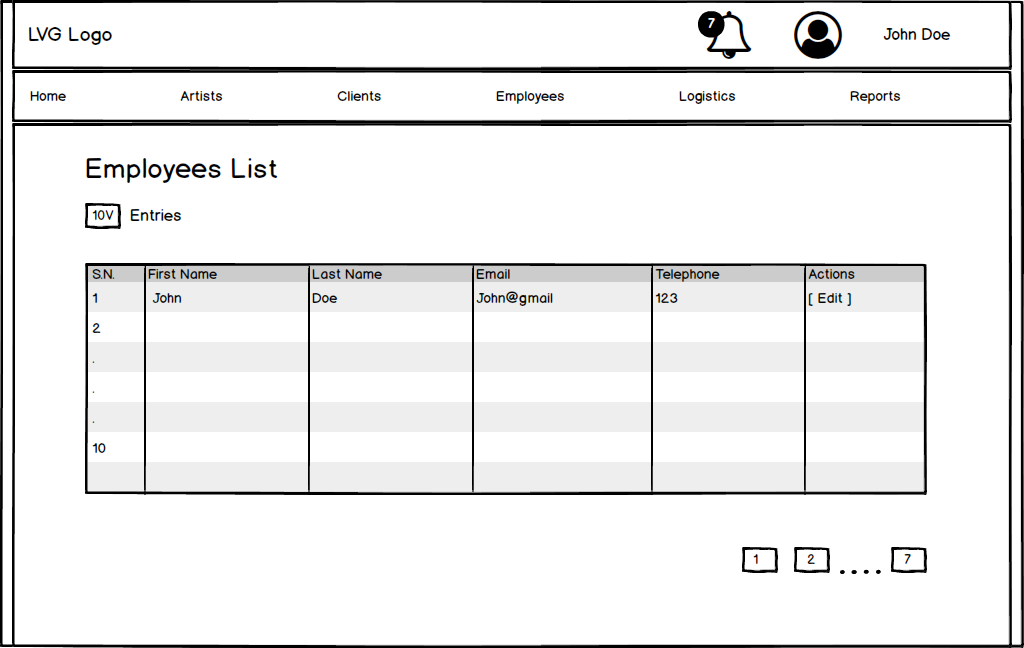 LVG Logo
7
John Doe
Home Artists Clients Employees Logistics Reports
Employees List
10V Entries
S.N. First Name Last Name Email Telephone Actions
1 John Doe John@gmail 123 [ Edit ]
2
.
.
.
10
1 2 .... 7